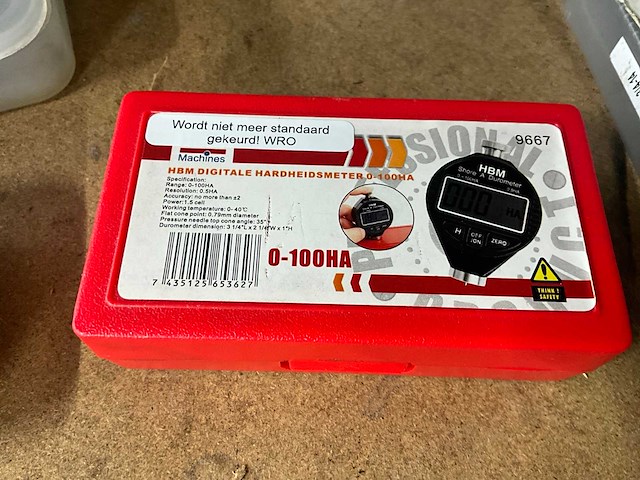 Wordt niet meer standaard
gekeurd! WRO
9667
Machines
HBM DIGITALE HARDHEIDSMETER 0-100HA
Specification:
Range: 0-100HA
Resolution: 0.5HA
Accuracy: no more than ±2
Power:1.5 cell
Working temperature: 0- 40℃
Flat cone point: 0,79mm diameter
Pressure needle top cone angle: 35°
Durometer dimension: 3 1/4"L x 2 1/4"W x 1"H
7 435125 653627
0-100HA
HBM
Shore A Durometer
HA
H
OFF
/ON
ZERO
THINK !
SAFETY